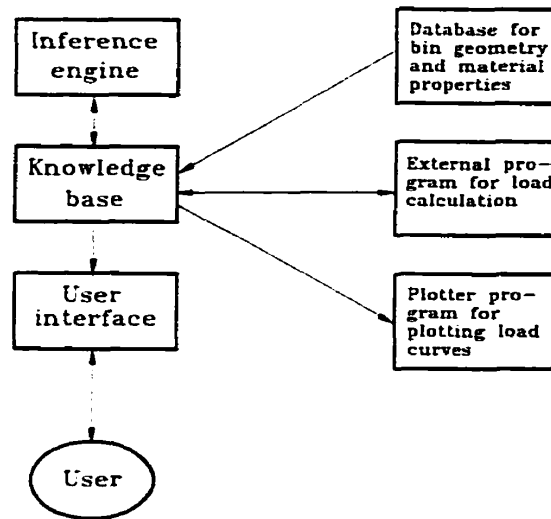 Inference
engine
Database for
bin geometry
and material
properties
Knowledge
base
External pro-
gram for load
calculation
User
interface
Plotter pro-
gram for
plotting load
curves
User